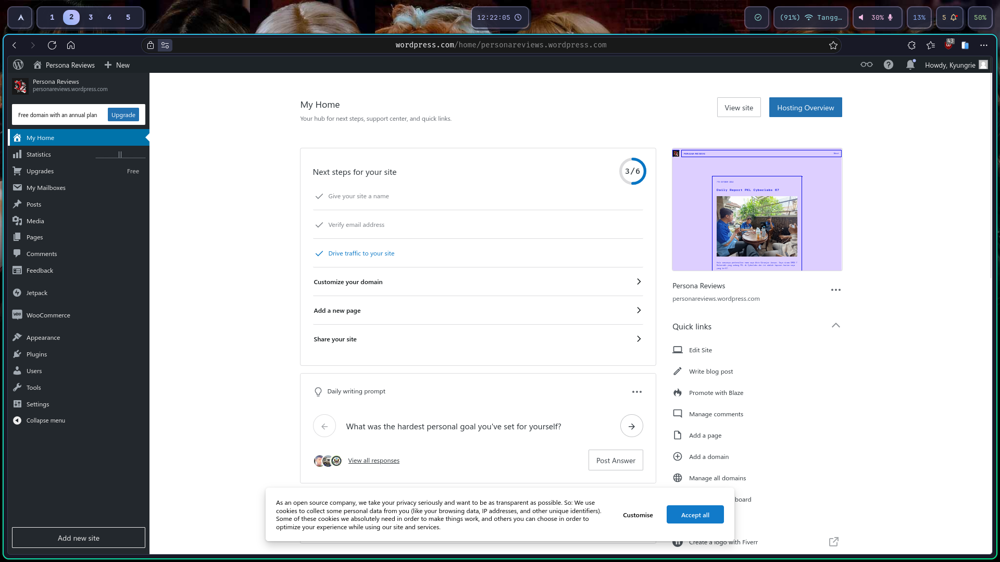 1 2 3 4 5
12:22:05
(91%) Tangg…
30%
13%
5
50%
wordpress.com/home/personareviews.wordpress.com
43
Persona Reviews
New
Howdy, Kyungrie
Persona Reviews
personareviews.wordpress.com
Free domain with an annual plan
Upgrade
My Home
Statistics
Upgrades
Free
My Mailboxes
Posts
Media
Pages
Comments
Feedback
Jetpack
WOO
WooCommerce
Appearance
Plugins
Users
Tools
Settings
Collapse menu
Add new site
My Home
Your hub for next steps, support center, and quick links.
View site
Hosting Overview
Next steps for your site
3/6
Give your site a name
Verify email address
Drive traffic to your site
Customize your domain
Add a new page
Share your site
Daily writing prompt
What was the hardest personal goal you've set for yourself?
View all responses
Post Answer
PERSONA REVIEWS
About
7TH OCTOBER 2024
Daily Report PKL Cyberlabs 67
Persona Reviews
personareviews.wordpress.com
Quick links
Edit Site
Write blog post
Promote with Blaze
Manage comments
Add a page
Add a domain
Manage all domains
board
Create a logo with Fiverr
As an open source company, we take your privacy seriously and want to be as transparent as possible. So: We use
cookies to collect some personal data from you (like your browsing data, IP addresses, and other unique identifiers).
Some of these cookies we absolutely need in order to make things work, and others you can choose in order to
optimize your experience while using our site and services.
Customise
Accept all